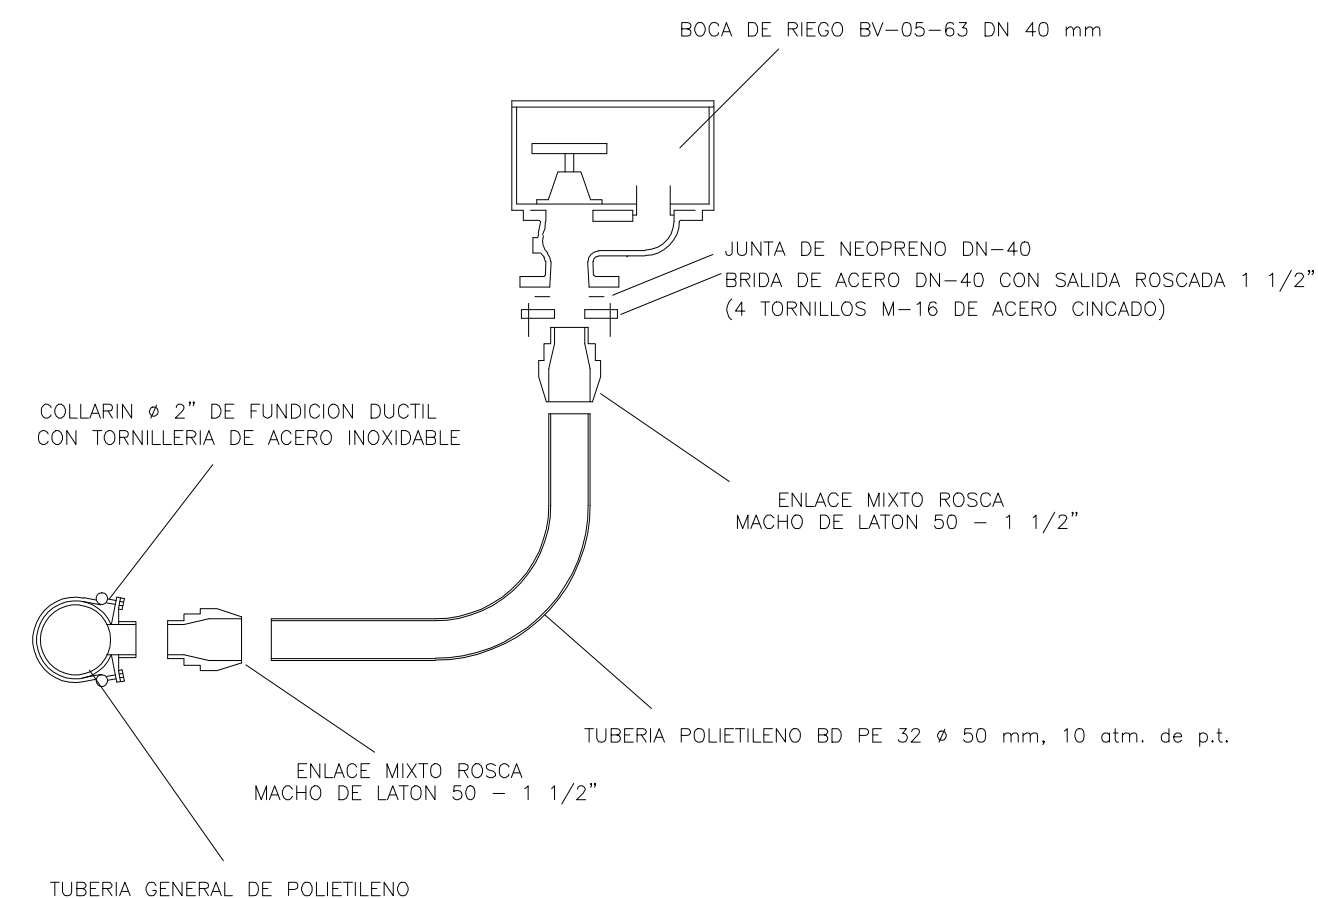 BOCA DE RIEGO BV-05-63 DN 40 mm
JUNTA DE NEOPRENO DN-40
BRIDA DE ACERO DN-40 CON SALIDA ROSCADA 1 1/2"
(4 TORNILLOS M-16 DE ACERO CINCADO)
COLLARIN ø 2" DE FUNDICION DUCTIL
CON TORNILLERIA DE ACERO INOXIDABLE
ENLACE MIXTO ROSCA
MACHO DE LATON 50 - 1 1/2"
TUBERIA POLIETILENO BD PE 32 ø 50 mm, 10 atm. de p.t.
ENLACE MIXTO ROSCA
MACHO DE LATON 50 - 1 1/2"
TUBERIA GENERAL DE POLIETILENO